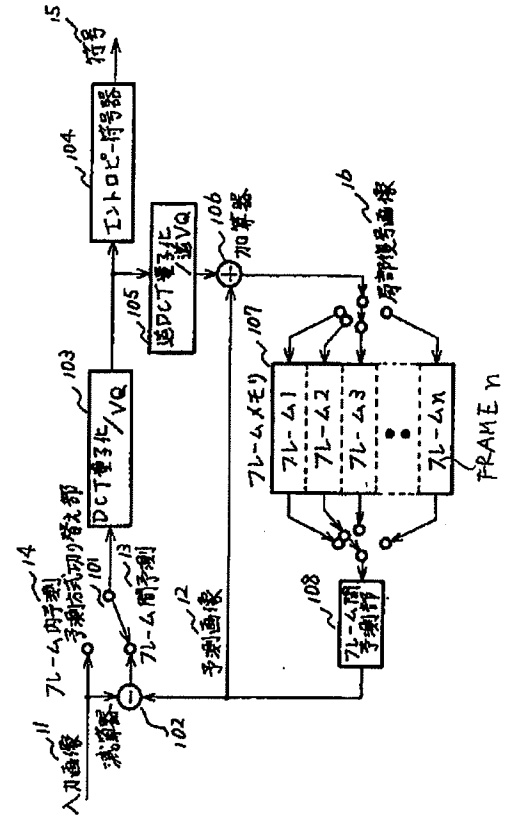 入力画像 11
フレーム内予測 14
予測方式切り替え部
101
フレーム間予測 13
減算器
102
103
DCT量子化/VQ
104
エントロピー符号器
符号 15
105
逆DCT量子化
/逆VQ
106
加算器
予測画像 12
フレームメモリ 107
フレーム1
フレーム2
フレーム3
フレームn
FRAME n
局部復号画像 16
108
フレーム間
予測部